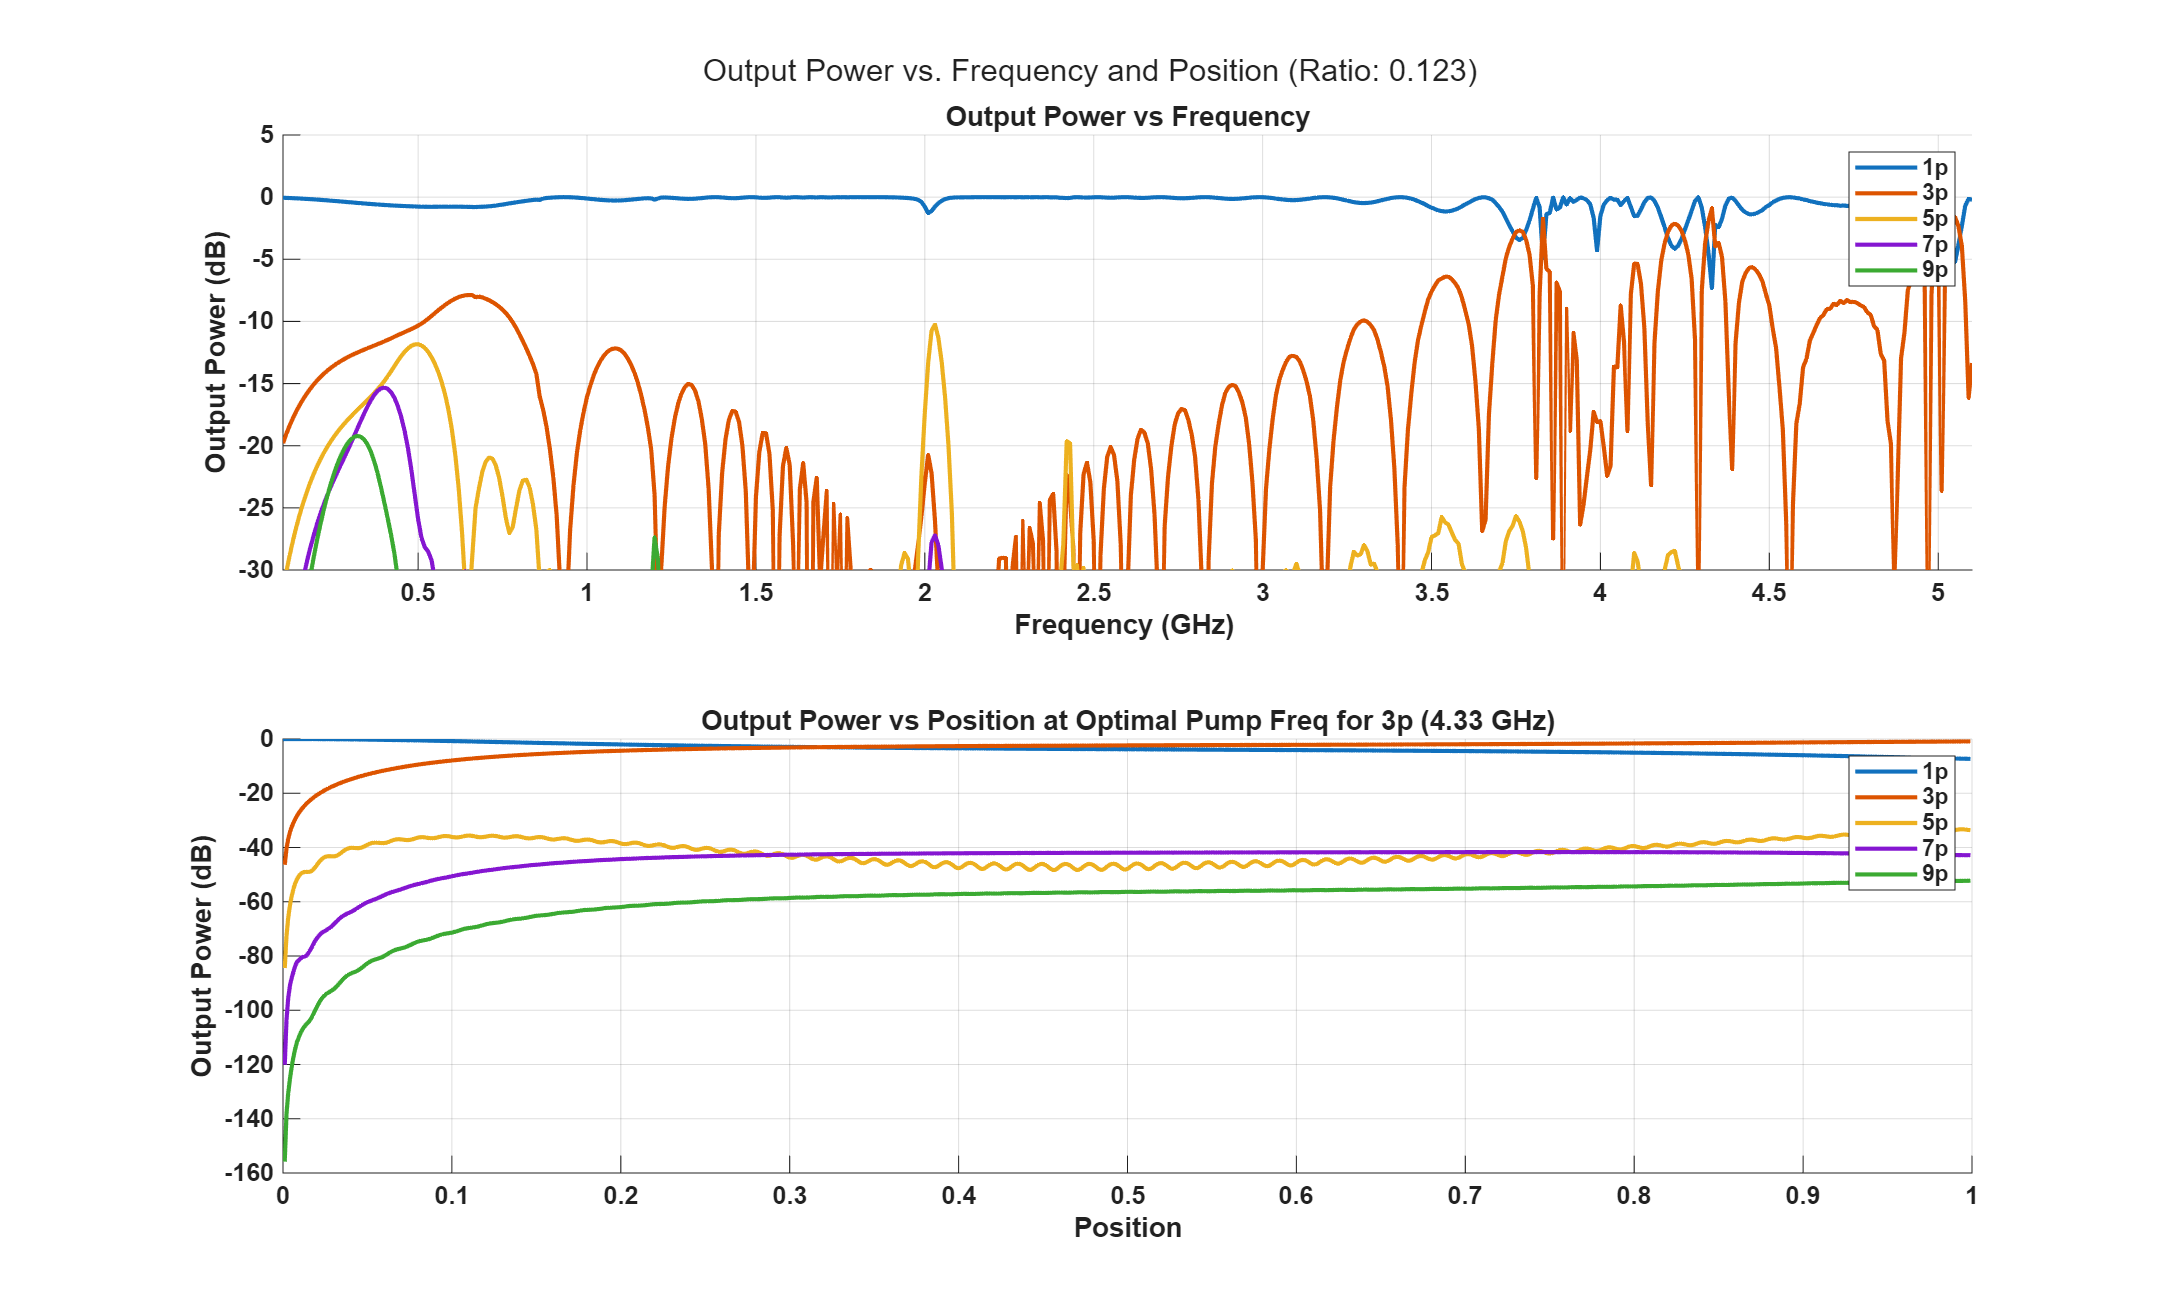 Output Power vs. Frequency and Position (Ratio: 0.123)
Output Power vs Frequency
5
0
-5
-10
-15
-20
-25
-30
Output Power (dB)
1p
3p
5p
7p
9p
0.5 1 1.5 2 2.5 3 3.5 4 4.5 5
Frequency (GHz)
Output Power vs Position at Optimal Pump Freq for 3p (4.33 GHz)
0
-20
-40
-60
-80
-100
-120
-140
-160
Output Power (dB)
1p
3p
5p
7p
9p
0 0.1 0.2 0.3 0.4 0.5 0.6 0.7 0.8 0.9 1
Position